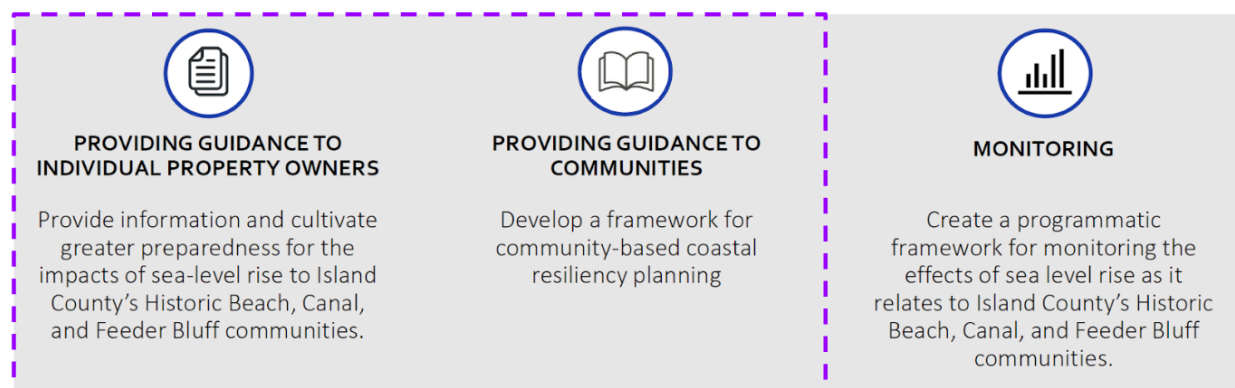 PROVIDING GUIDANCE TO
INDIVIDUAL PROPERTY OWNERS
Provide information and cultivate
greater preparedness for the
impacts of sea-level rise to Island
County’s Historic Beach, Canal,
and Feeder Bluff communities.
PROVIDING GUIDANCE TO
COMMUNITIES
Develop a framework for
community-based coastal
resiliency planning
MONITORING
Create a programmatic
framework for monitoring the
effects of sea level rise as it
relates to Island County’s Historic
Beach, Canal, and Feeder Bluff
communities.